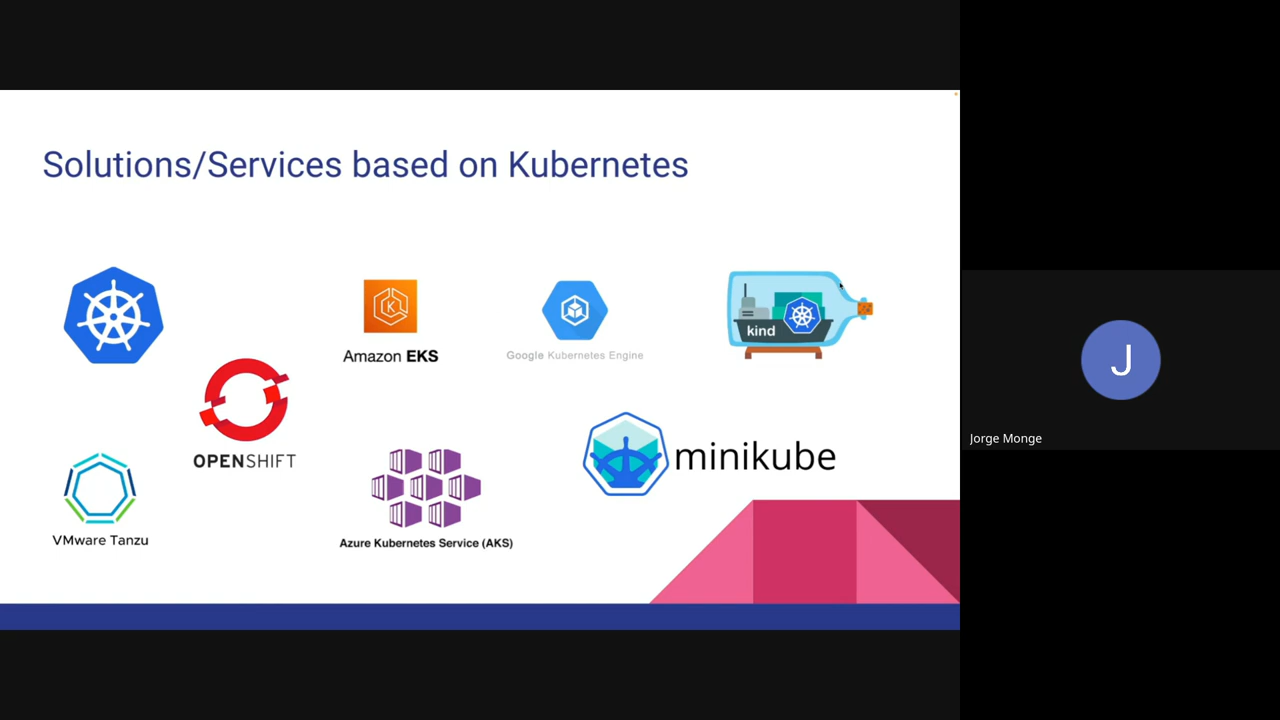 Solutions/Services based on Kubernetes
K
Amazon EKS
Google Kubernetes Engine
kind
OPENSHIFT
minikube
VMware Tanzu
Azure Kubernetes Service (AKS)
J
Jorge Monge